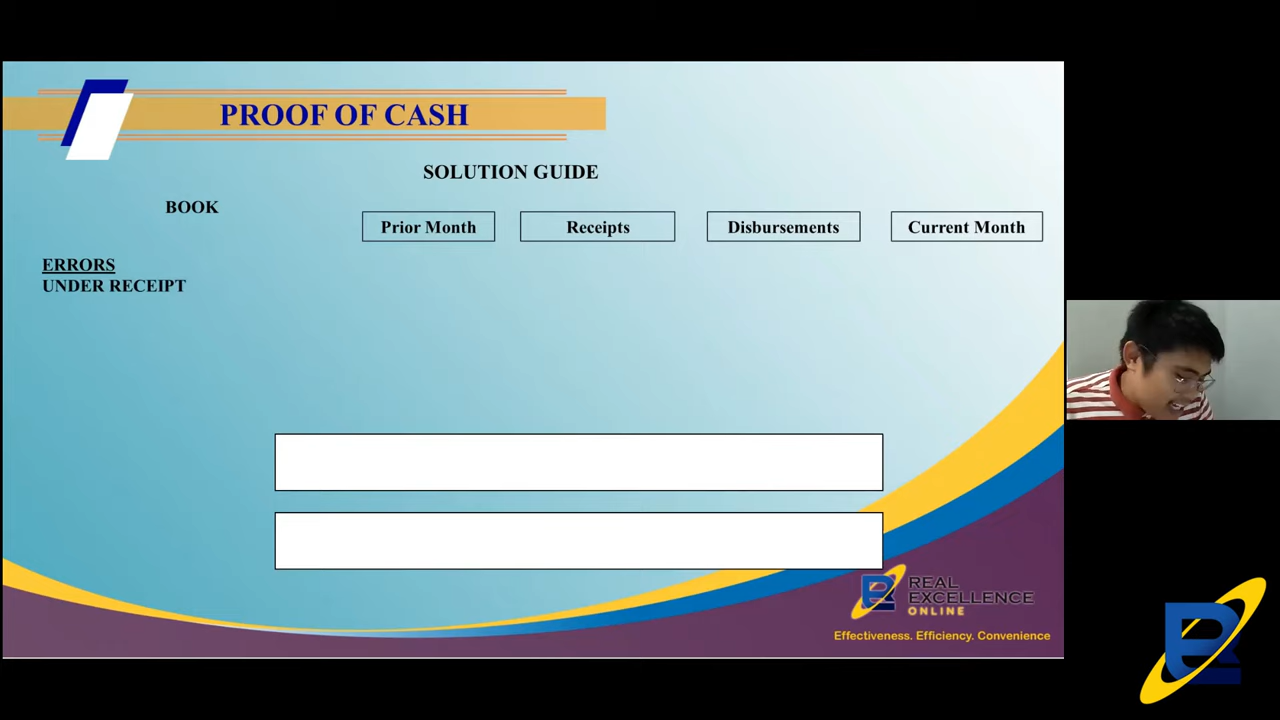 PROOF OF CASH
SOLUTION GUIDE
BOOK
Prior Month
Receipts
Disbursements
Current Month
ERRORS
UNDER RECEIPT
REAL
EXCELLENCE
ONLINE
Effectiveness. Efficiency. Convenience